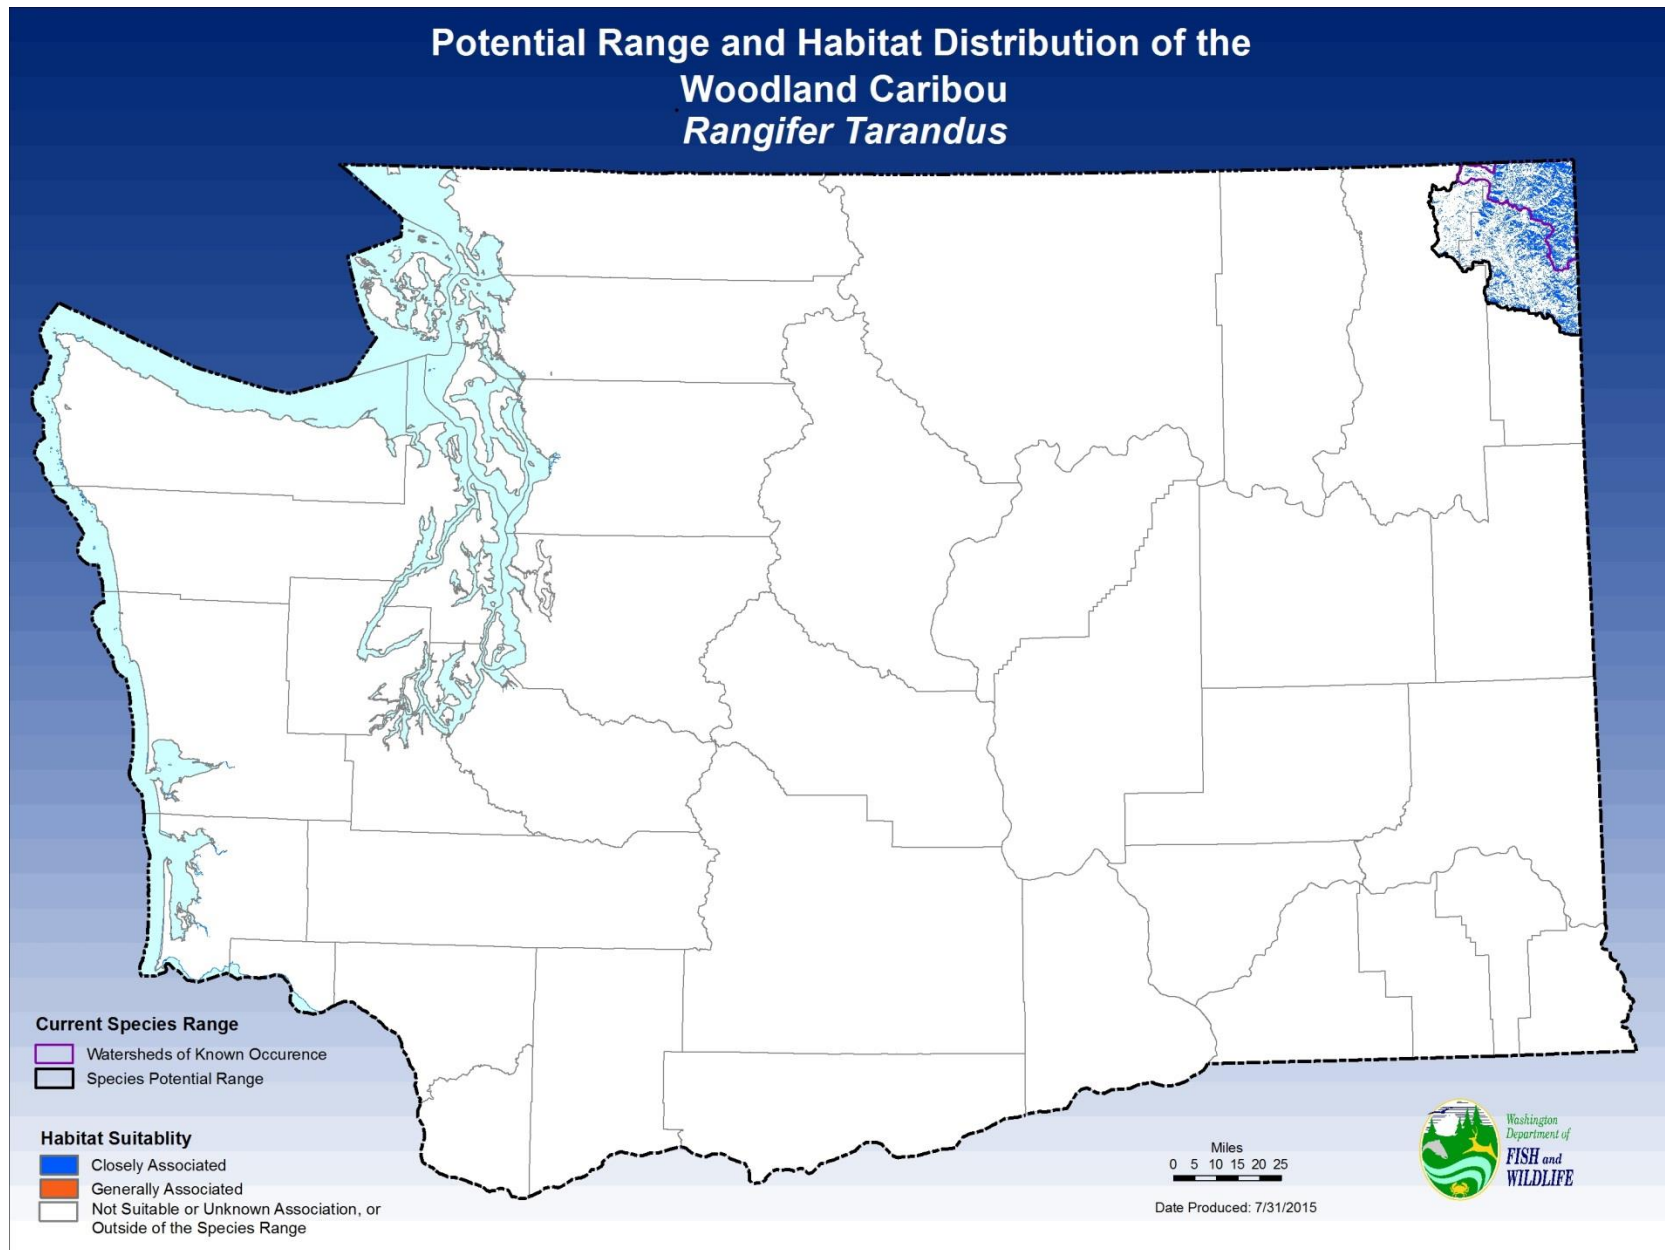 Potential Range and Habitat Distribution of the
Woodland Caribou
Rangifer Tarandus
Current Species Range
Watersheds of Known Occurence
Species Potential Range
Habitat Suitablity
Closely Associated
Generally Associated
Not Suitable or Unknown Association, or
Outside of the Species Range
Miles
0 5 10 15 20 25
Date Produced: 7/31/2015
Washington
Department of
FISH and
WILDLIFE